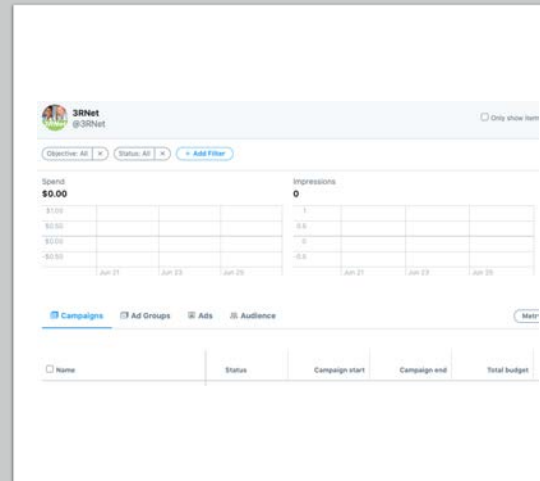 3RNet
@3RNet
Only show item
Objective: All ×
Status: All ×
+ Add Filter
Spend
$0.00
Impressions
0
$1.00
$0.50
$0.00
-$0.50
Jun 21 Jun 23 Jun 25
1
0.5
0
-0.5
Jun 21 Jun 23 Jun 25
Campaigns Ad Groups Ads Audience
Metr
Name Status Campaign start Campaign end Total budget